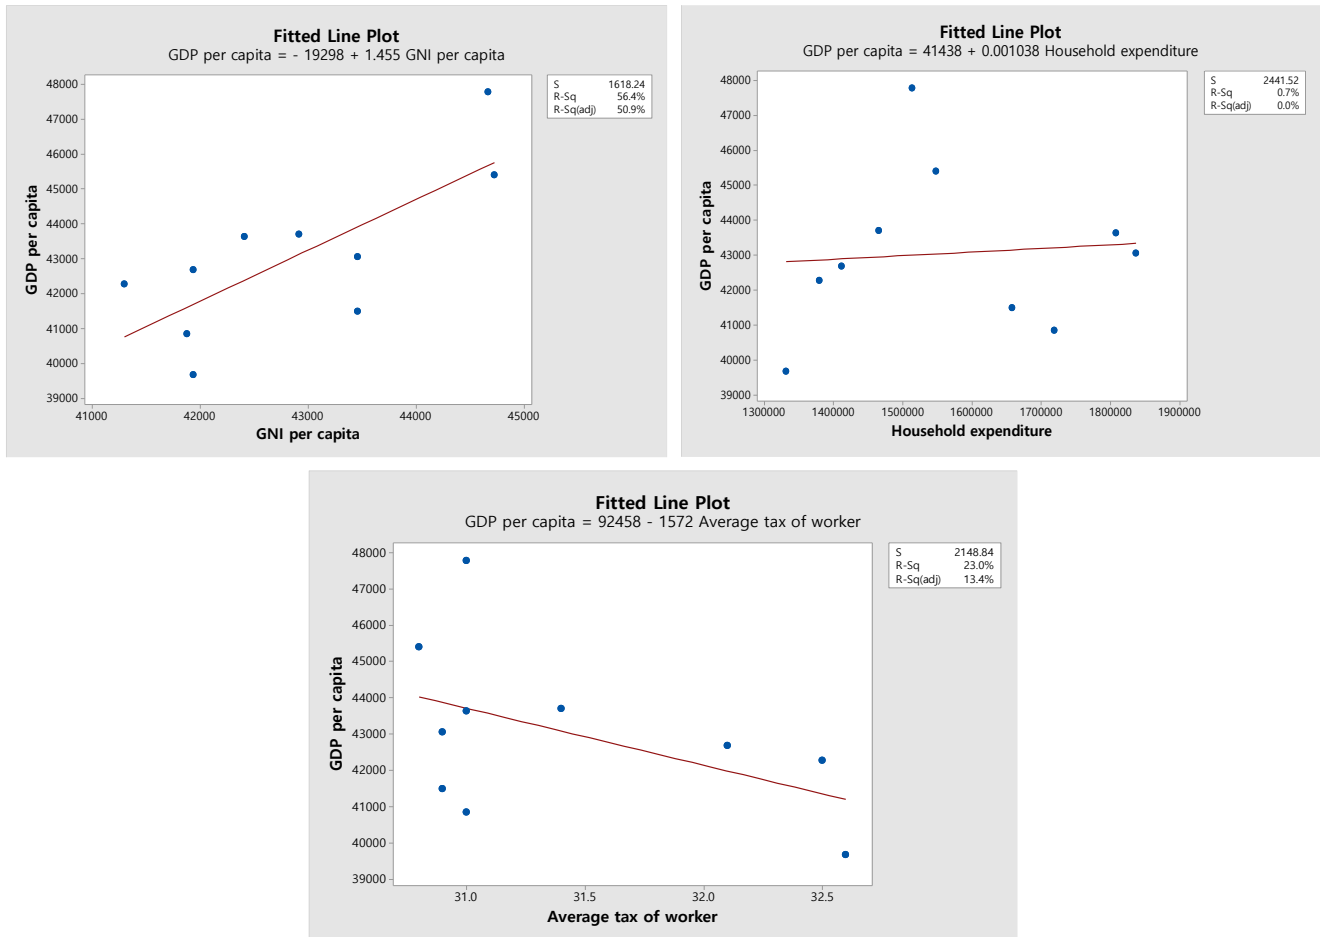 Fitted Line Plot
GDP per capita = - 19298 + 1.455 GNI per capita
S 1618.24
R-Sq 56.4%
R-Sq(adj) 50.9%
48000
47000
46000
45000
44000
43000
42000
41000
40000
39000
GDP per capita
41000 42000 43000 44000 45000
GNI per capita
Fitted Line Plot
GDP per capita = 41438 + 0.001038 Household expenditure
S 2441.52
R-Sq 0.7%
R-Sq(adj) 0.0%
48000
47000
46000
45000
44000
43000
42000
41000
40000
39000
GDP per capita
1300000 1400000 1500000 1600000 1700000 1800000 1900000
Household expenditure
Fitted Line Plot
GDP per capita = 92458 - 1572 Average tax of worker
S 2148.84
R-Sq 23.0%
R-Sq(adj) 13.4%
48000
47000
46000
45000
44000
43000
42000
41000
40000
39000
GDP per capita
31.0 31.5 32.0 32.5
Average tax of worker